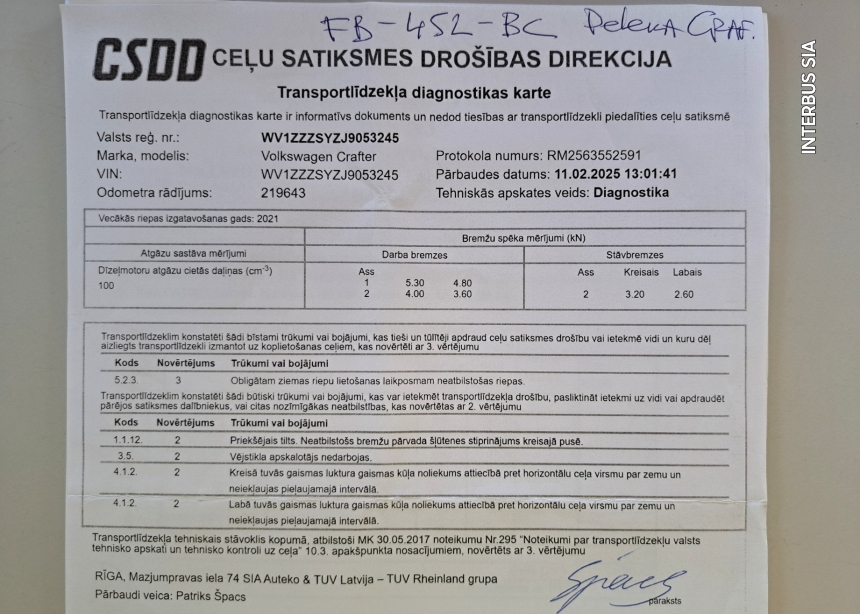 FB-452-BC Pelēkā GRAF.
CSDD CEĻU SATIKSMES DROŠĪBAS DIREKCIJA
Transportlīdzekļa diagnostikas karte
Transportlīdzekļa diagnostikas karte ir informatīvs dokuments un nedod tiesības ar transportlīdzekli piedalīties ceļu satiksmē
Valsts reģ. nr.: WV1ZZZSYZJ9053245
Marka, modelis: Volkswagen Crafter Protokola numurs: RM2563552591
VIN: WV1ZZZSYZJ9053245 Pārbaudes datums: 11.02.2025 13:01:41
Odometra rādījums: 219643 Tehniskās apskates veids: Diagnostika
Vecākās riepas izgatavošanas gads: 2021
Bremžu spēka mērījumi (kN)
Atgāzu sastāva mērījumi Darba bremzes Stāvbremzes
Dīzeļmotoru atgāzu cietās daļiņas (cm⁻³) Ass Ass Kreisais Labais
100 1 5.30 4.80
2 4.00 3.60 2 3.20 2.60
Transportlīdzeklim konstatēti šādi bīstami trūkumi vai bojājumi, kas tieši un tūlītēji apdraud ceļu satiksmes drošību vai ietekmē vidi un kuru dēļ
aizliegts transportlīdzekli izmantot uz koplietošanas ceļiem, kas novērtēti ar 3. vērtējumu
Kods Novērtējums Trūkumi vai bojājumi
5.2.3. 3 Obligātam ziemas riepu lietošanas laikposmam neatbilstošas riepas.
Transportlīdzeklim konstatēti šādi būtiski trūkumi vai bojājumi, kas var ietekmēt transportlīdzekļa drošību, pasliktināt ietekmi uz vidi vai apdraudēt
pārējos satiksmes dalībniekus, vai citas nozīmīgākas neatbilstības, kas novērtētas ar 2. vērtējumu
Kods Novērtējums Trūkumi vai bojājumi
1.1.12. 2 Priekšējais tilts. Neatbilstošs bremžu pārvada šļūtenes stiprinājums kreisajā pusē.
3.5. 2 Vējstikla apskalotājs nedarbojas.
4.1.2. 2 Kreisā tuvās gaismas luktura gaismas kūļa noliekums attiecībā pret horizontālu ceļa virsmu par zemu un
neiekļaujas pieļaujamajā intervālā.
4.1.2. 2 Labā tuvās gaismas luktura gaismas kūļa noliekums attiecībā pret horizontālu ceļa virsmu par zemu un
neiekļaujas pieļaujamajā intervālā.
Transportlīdzekļa tehniskais stāvoklis kopumā, atbilstoši MK 30.05.2017 noteikumu Nr.295 "Noteikumi par transportlīdzekļu valsts
tehnisko apskati un tehnisko kontroli uz ceļa" 10.3. apakšpunkta nosacījumiem, novērtēts ar 3. vērtējumu
RĪGA, Mazjumpravas iela 74 SIA Auteko & TUV Latvija – TUV Rheinland grupa
Pārbaudi veica: Patriks Špacs
Špacs
paraksts
INTERBUS SIA